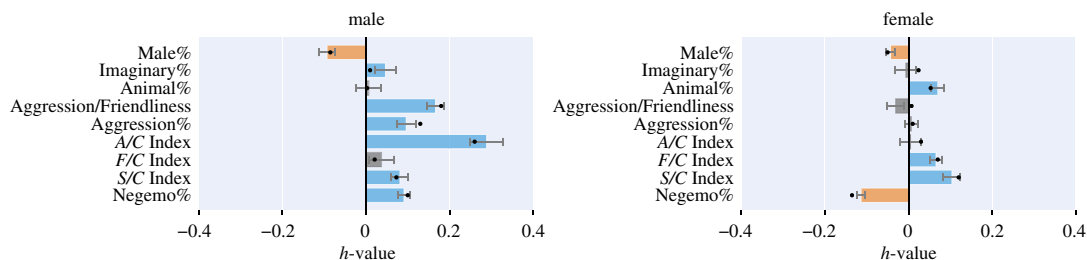 male
Male%
Imaginary%
Animal%
Aggression/Friendliness
Aggression%
A/C Index
F/C Index
S/C Index
Negemo%
−0.4 −0.2 0 0.2 0.4
h-value
female
Male%
Imaginary%
Animal%
Aggression/Friendliness
Aggression%
A/C Index
F/C Index
S/C Index
Negemo%
−0.4 −0.2 0 0.2 0.4
h-value